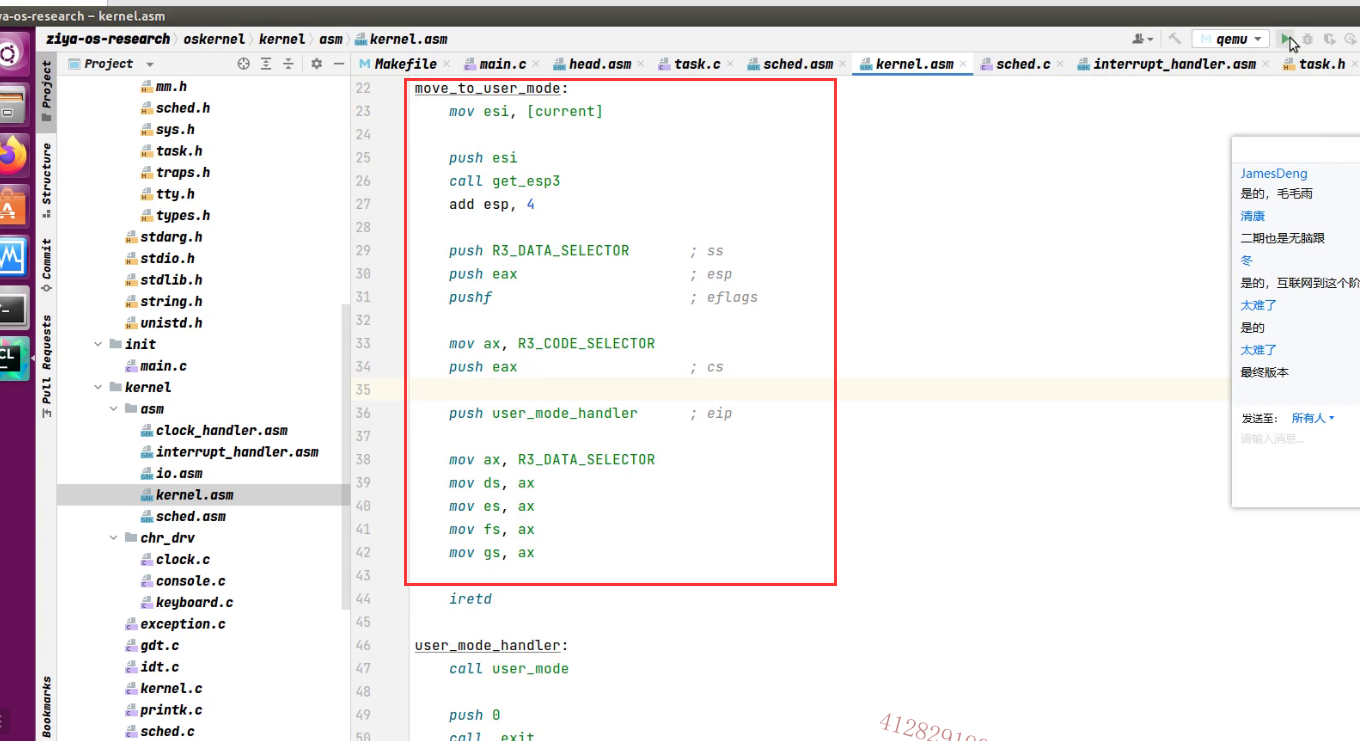 ya-os-research – kernel.asm
ziya-os-research oskernel kernel asm kernel.asm
qemu
Project
Makefile main.c head.asm task.c sched.asm kernel.asm sched.c interrupt_handler.asm task.h
Project
Structure
Commit
Pull Requests
Bookmarks
mm.h
sched.h
sys.h
task.h
traps.h
tty.h
types.h
stdarg.h
stdio.h
stdlib.h
string.h
unistd.h
init
main.c
kernel
asm
clock_handler.asm
interrupt_handler.asm
io.asm
kernel.asm
sched.asm
chr_drv
clock.c
console.c
keyboard.c
exception.c
gdt.c
idt.c
kernel.c
printk.c
sched.c
22 move_to_user_mode:
23 mov esi, [current]
24
25 push esi
26 call get_esp3
27 add esp, 4
28
29 push R3_DATA_SELECTOR ; ss
30 push eax ; esp
31 pushf ; eflags
32
33 mov ax, R3_CODE_SELECTOR
34 push eax ; cs
35
36 push user_mode_handler ; eip
37
38 mov ax, R3_DATA_SELECTOR
39 mov ds, ax
40 mov es, ax
41 mov fs, ax
42 mov gs, ax
43
44 iretd
45
46 user_mode_handler:
47 call user_mode
48
49 push 0
50 call exit
JamesDeng
是的，毛毛雨
清康
二期也是无脑跟
冬
是的，互联网到这个阶
太难了
是的
太难了
最终版本
发送至： 所有人
请输入消息...